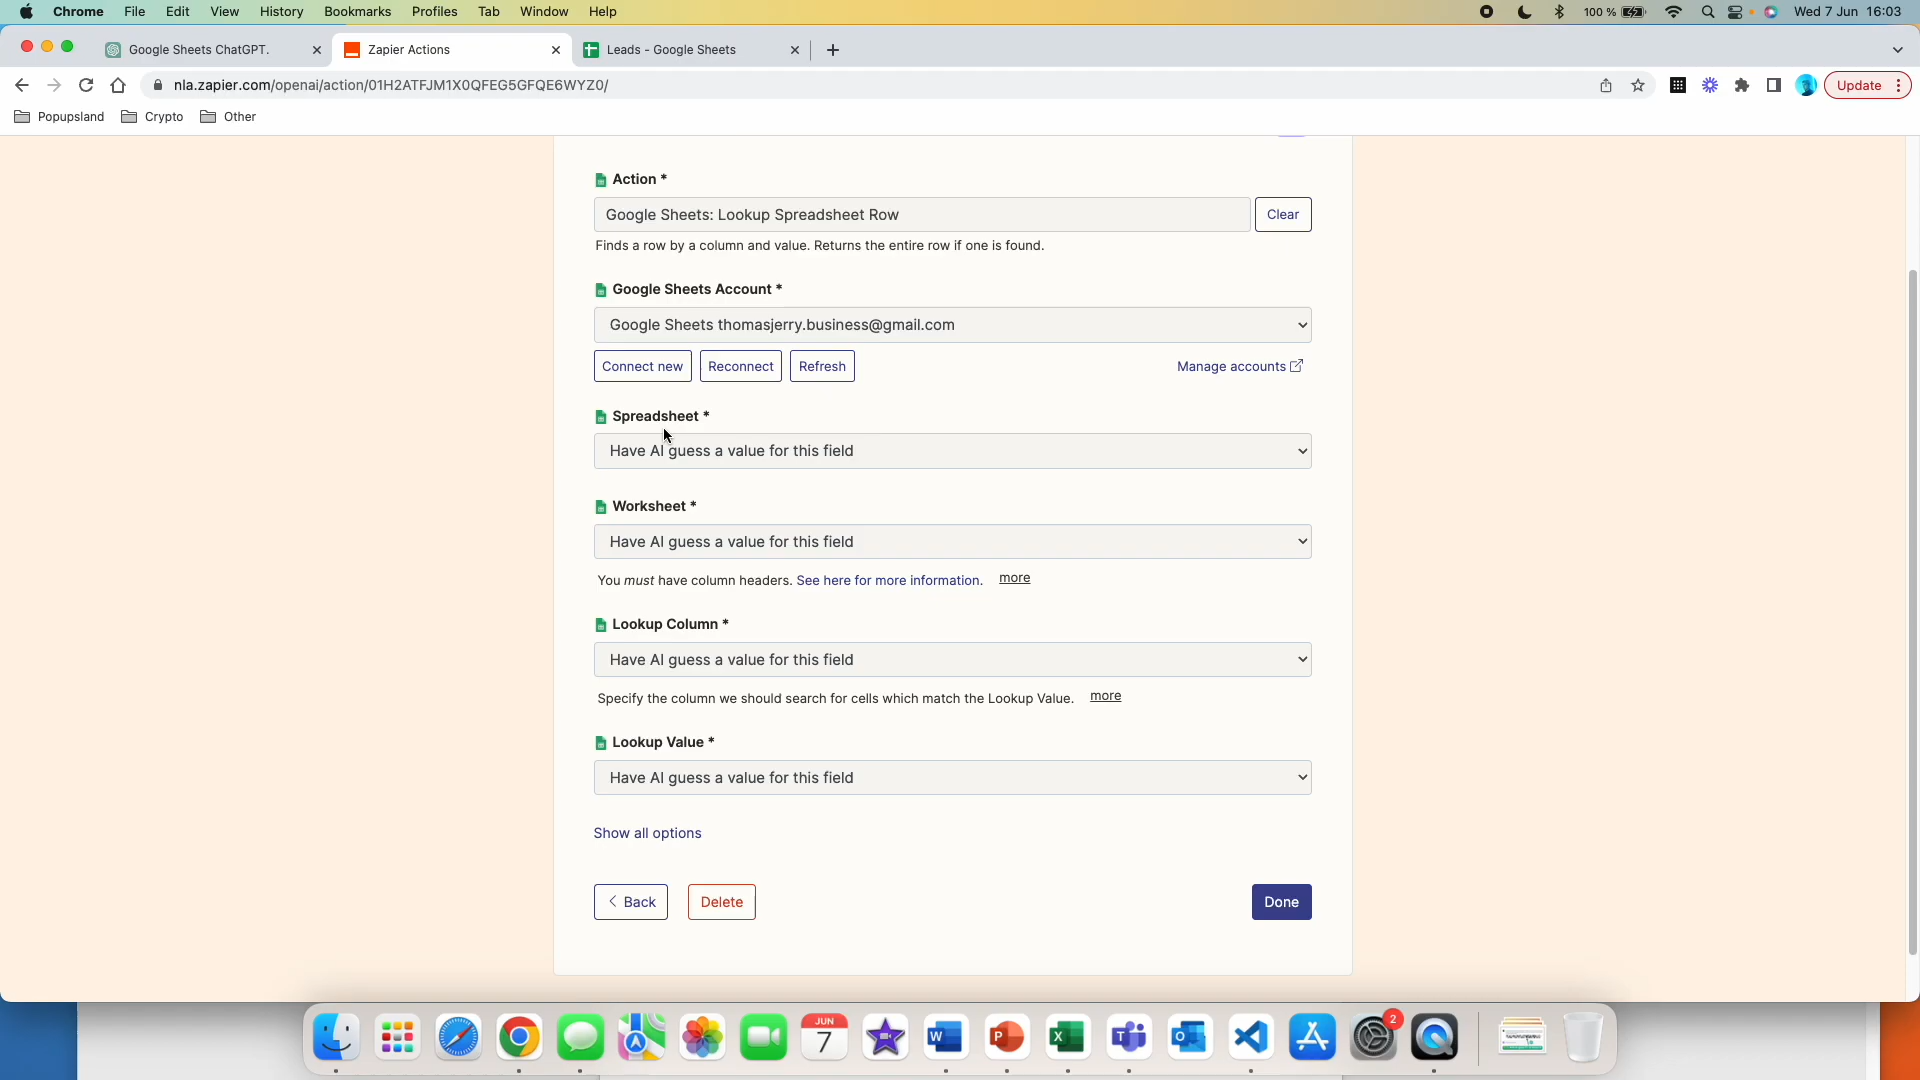 Chrome File Edit View History Bookmarks Profiles Tab Window Help 100 % Wed 7 Jun 16:03
Google Sheets ChatGPT. Zapier Actions Leads - Google Sheets
nla.zapier.com/openai/action/01H2ATFJM1X0QFEG5GFQE6WYZ0/ Update
Popupsland Crypto Other
Action *
Google Sheets: Lookup Spreadsheet Row Clear
Finds a row by a column and value. Returns the entire row if one is found.
Google Sheets Account *
Google Sheets thomasjerry.business@gmail.com
Connect new Reconnect Refresh Manage accounts
Spreadsheet *
Have AI guess a value for this field
Worksheet *
Have AI guess a value for this field
You must have column headers. See here for more information. more
Lookup Column *
Have AI guess a value for this field
Specify the column we should search for cells which match the Lookup Value. more
Lookup Value *
Have AI guess a value for this field
Show all options
Back Delete Done
JUN
7
2